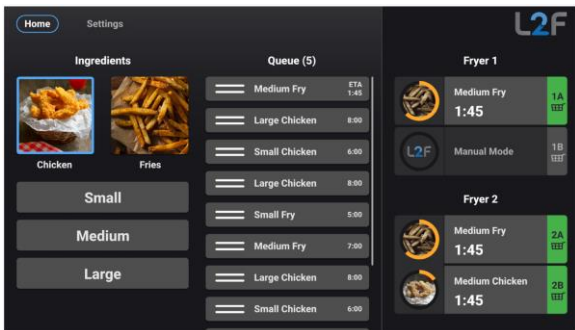 Home
Settings
L2F
Ingredients
Chicken
Fries
Small
Medium
Large
Queue (5)
Medium Fry
ETA
1:45
Large Chicken 8:00
Small Chicken 6:00
Large Chicken 8:00
Small Fry 5:00
Medium Fry 7:00
Large Chicken 8:00
Small Chicken 6:00
Fryer 1
Medium Fry
1:45
1A
L2F
Manual Mode
1B
Fryer 2
Medium Fry
1:45
2A
Medium Chicken
1:45
2B